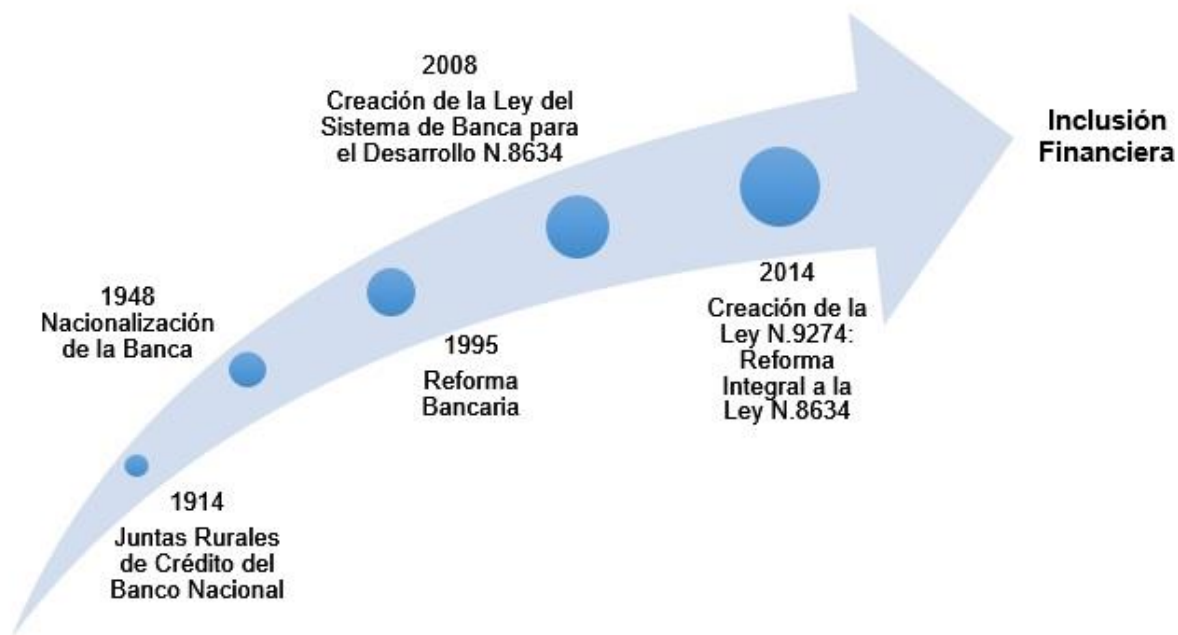 2008
Creación de la Ley del
Sistema de Banca para
el Desarrollo N.8634
Inclusión
Financiera
1948
Nacionalización
de la Banca
2014
Creación de la
Ley N.9274:
Reforma
Integral a la
Ley N.8634
1995
Reforma
Bancaria
1914
Juntas Rurales
de Crédito del
Banco Nacional